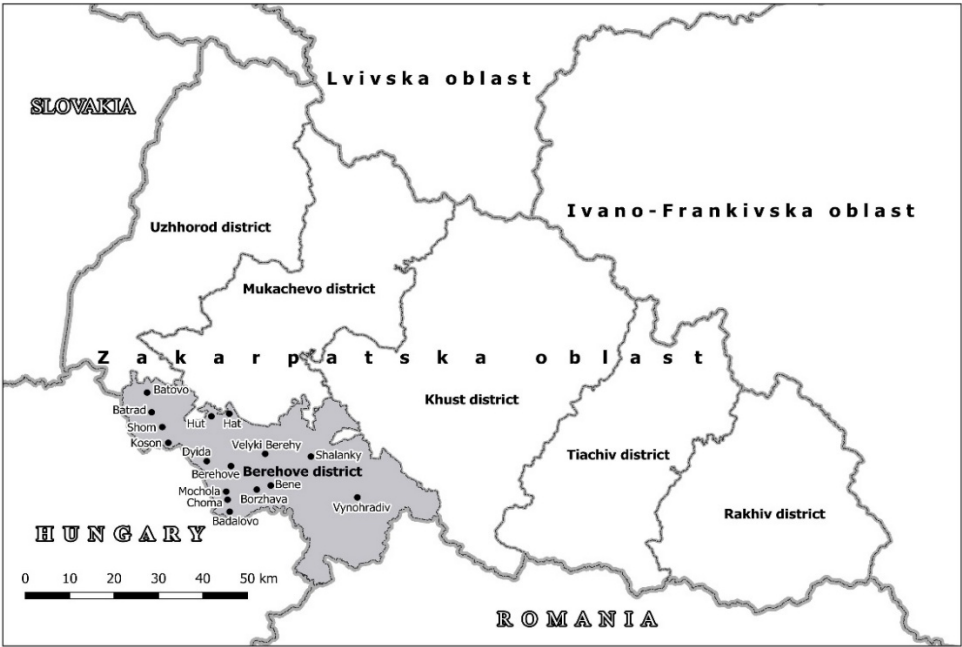 Lvivska oblast
SLOVAKIA
Ivano-Frankivska oblast
Uzhhorod district
Mukachevo district
Zakarpatska oblast
Batovo
Khust district
Batrad
Hut
Hat
Shom
Koson
Velyki Berehy
Dyida
Shalanky
Tiachiv district
Berehove
Berehove district
Bene
Mochola
Borzhava
Choma
Vynohradiv
Rakhiv district
Badalovo
HUNGARY
0 10 20 30 40 50 km
ROMANIA